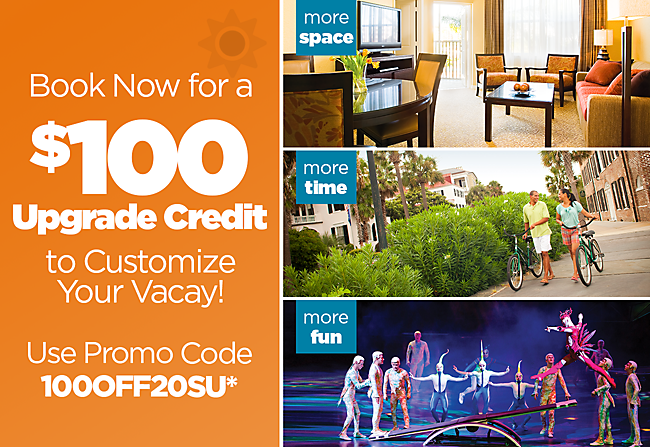 Book Now for a
$100
Upgrade Credit
to Customize
Your Vacay!
Use Promo Code
100OFF20SU*
more
space
more
time
more
fun